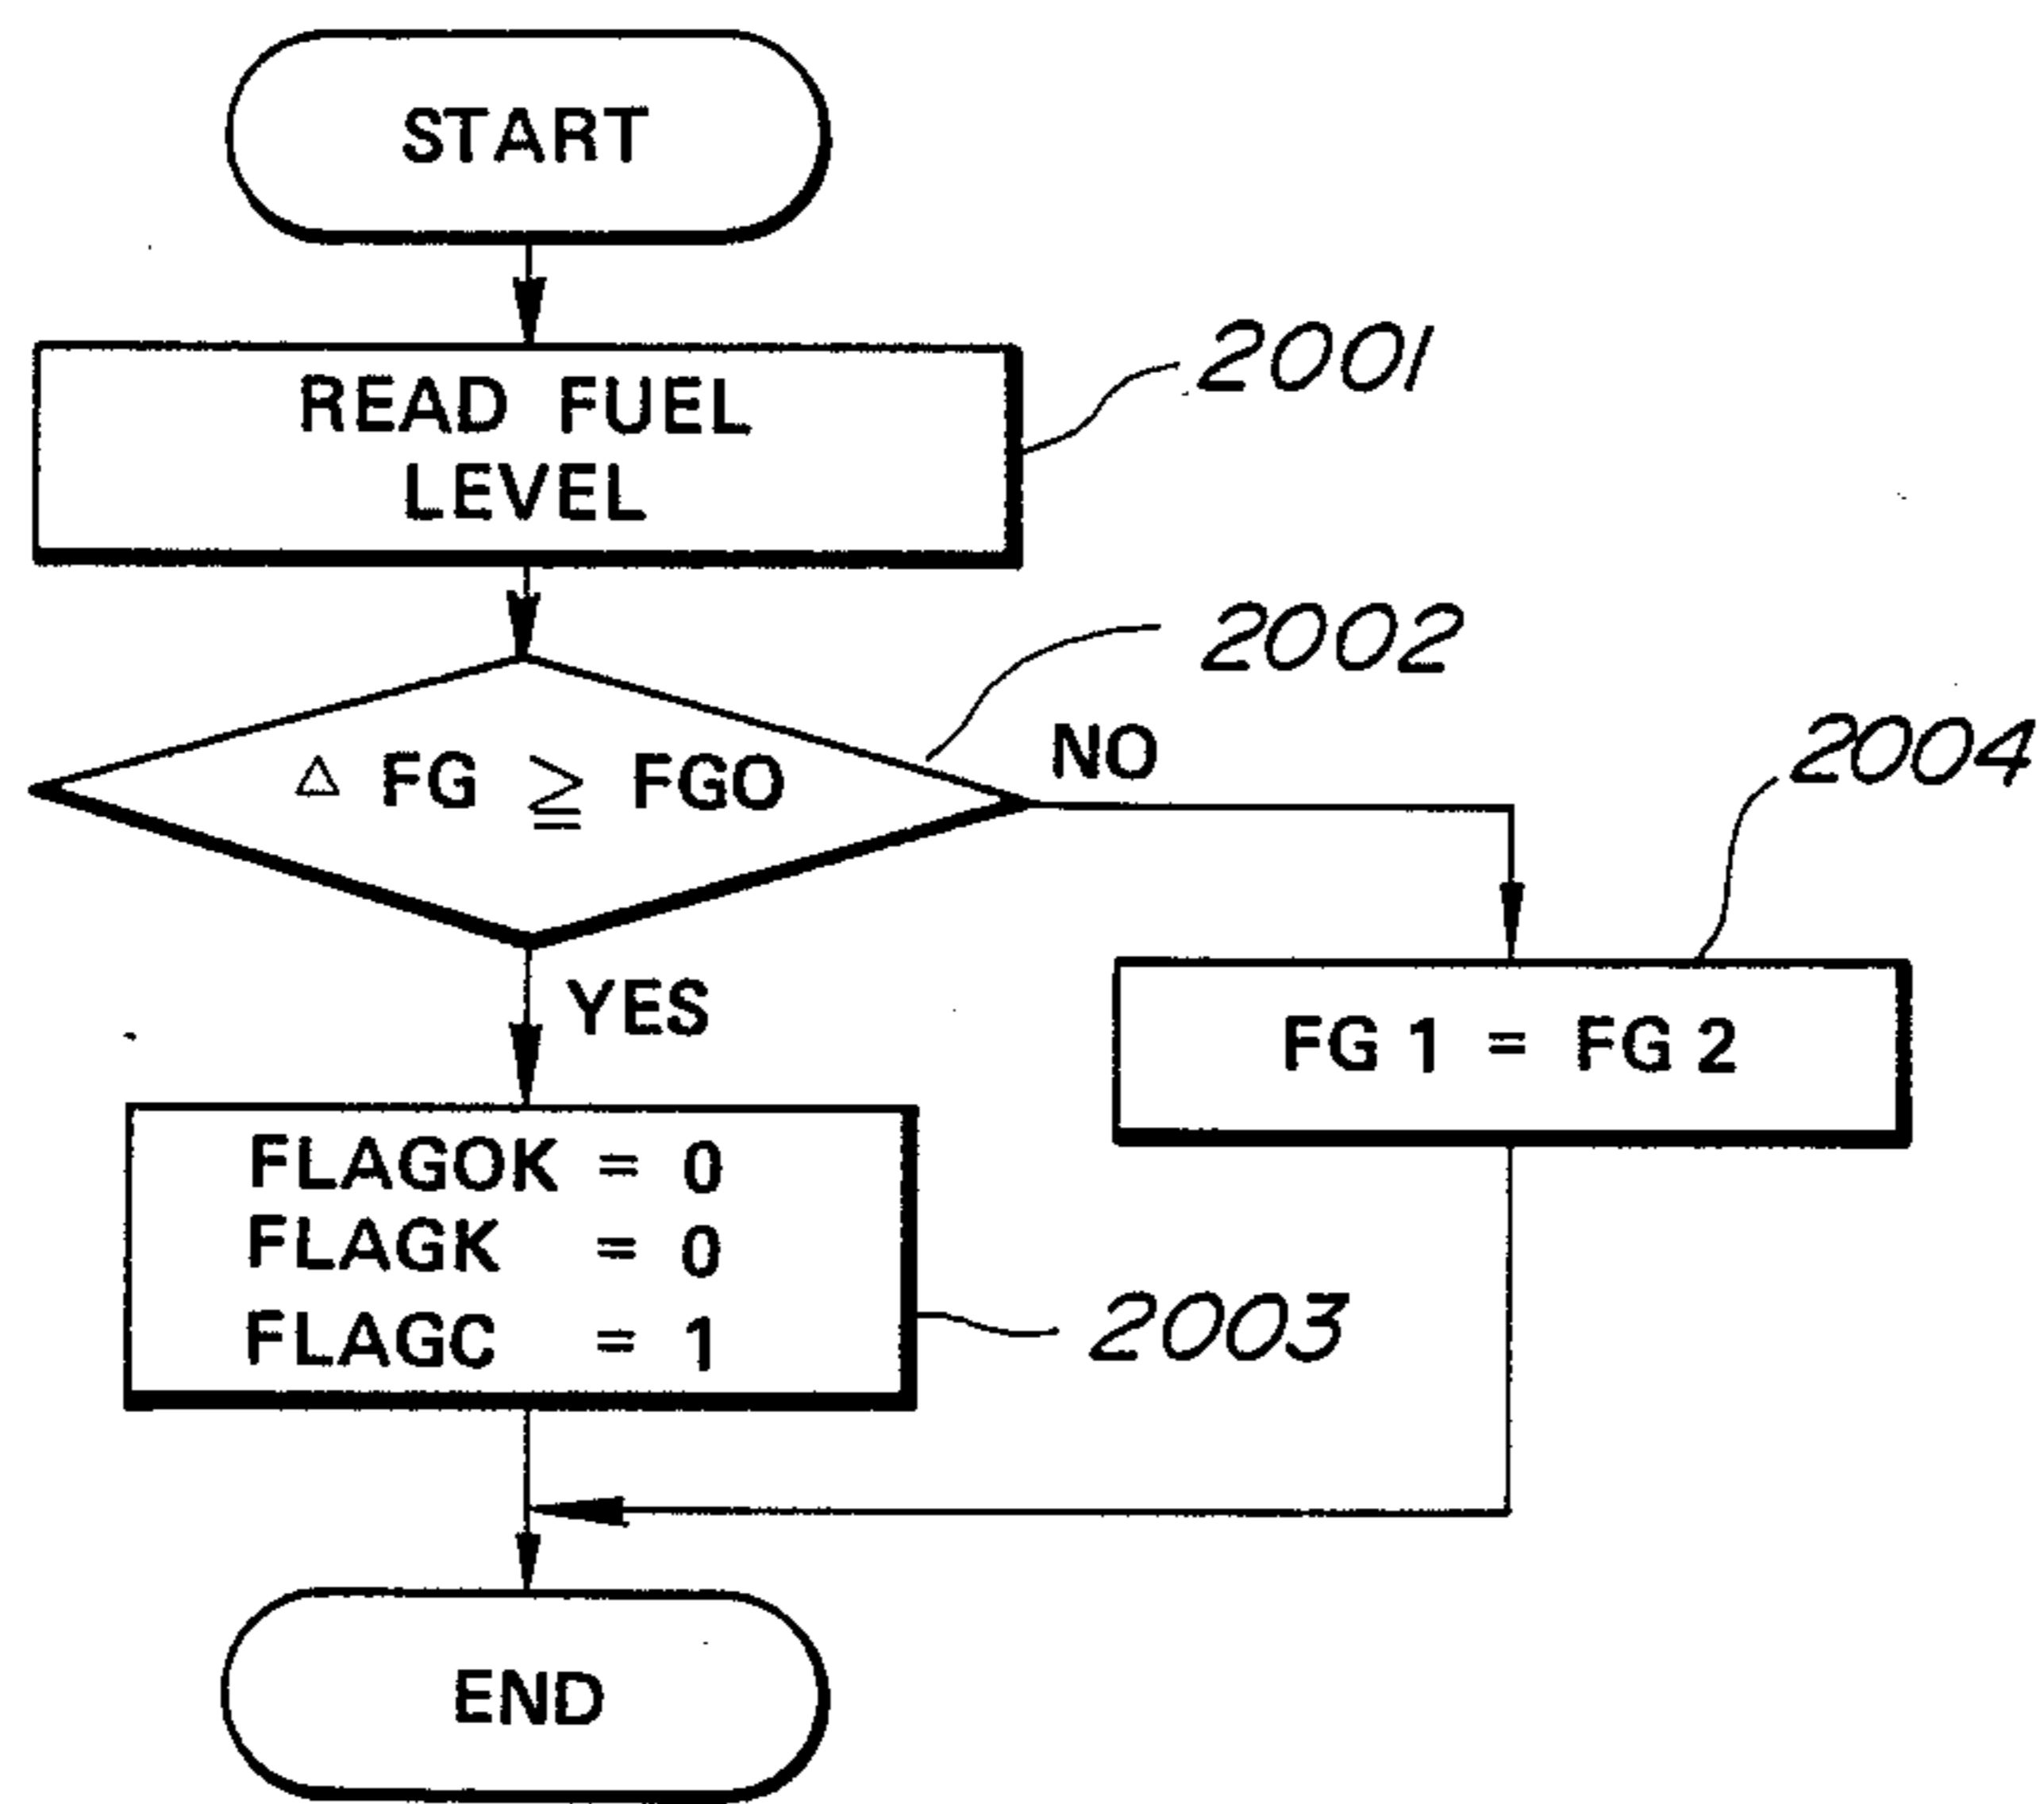 START
READ FUEL
LEVEL
2001
△ FG ≧ FGO
2002
NO
2004
YES
FG 1 = FG 2
FLAGOK = 0
FLAGK = 0
FLAGC = 1
2003
END